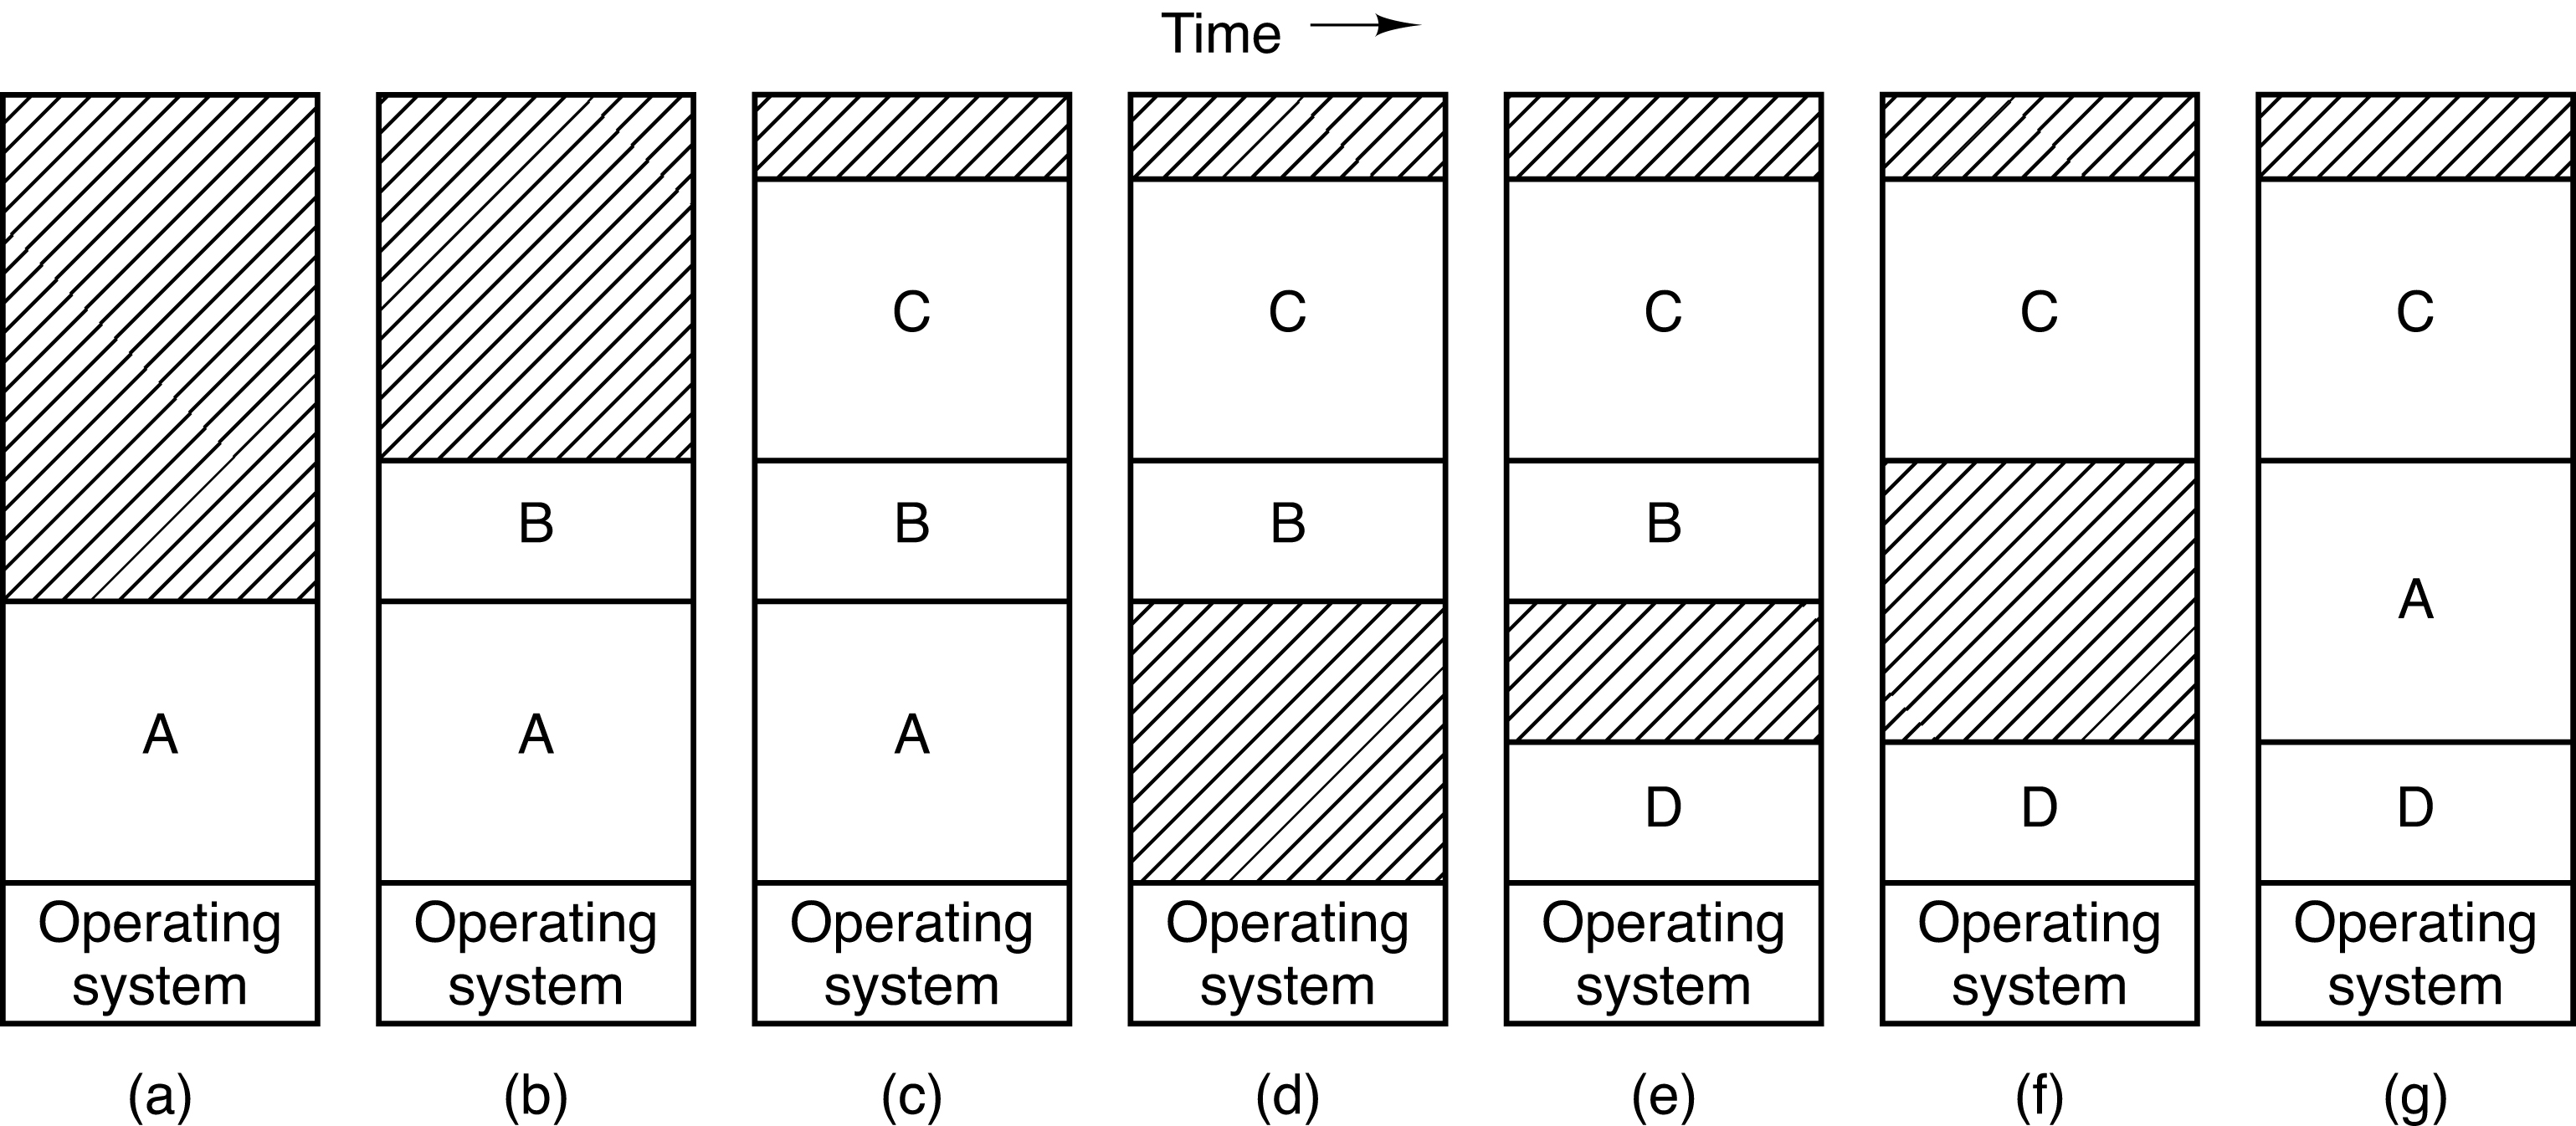 Time
C
C
C
C
C
B
B
B
B
A
A
A
A
D
D
D
Operating
system
Operating
system
Operating
system
Operating
system
Operating
system
Operating
system
Operating
system
(a)
(b)
(c)
(d)
(e)
(f)
(g)